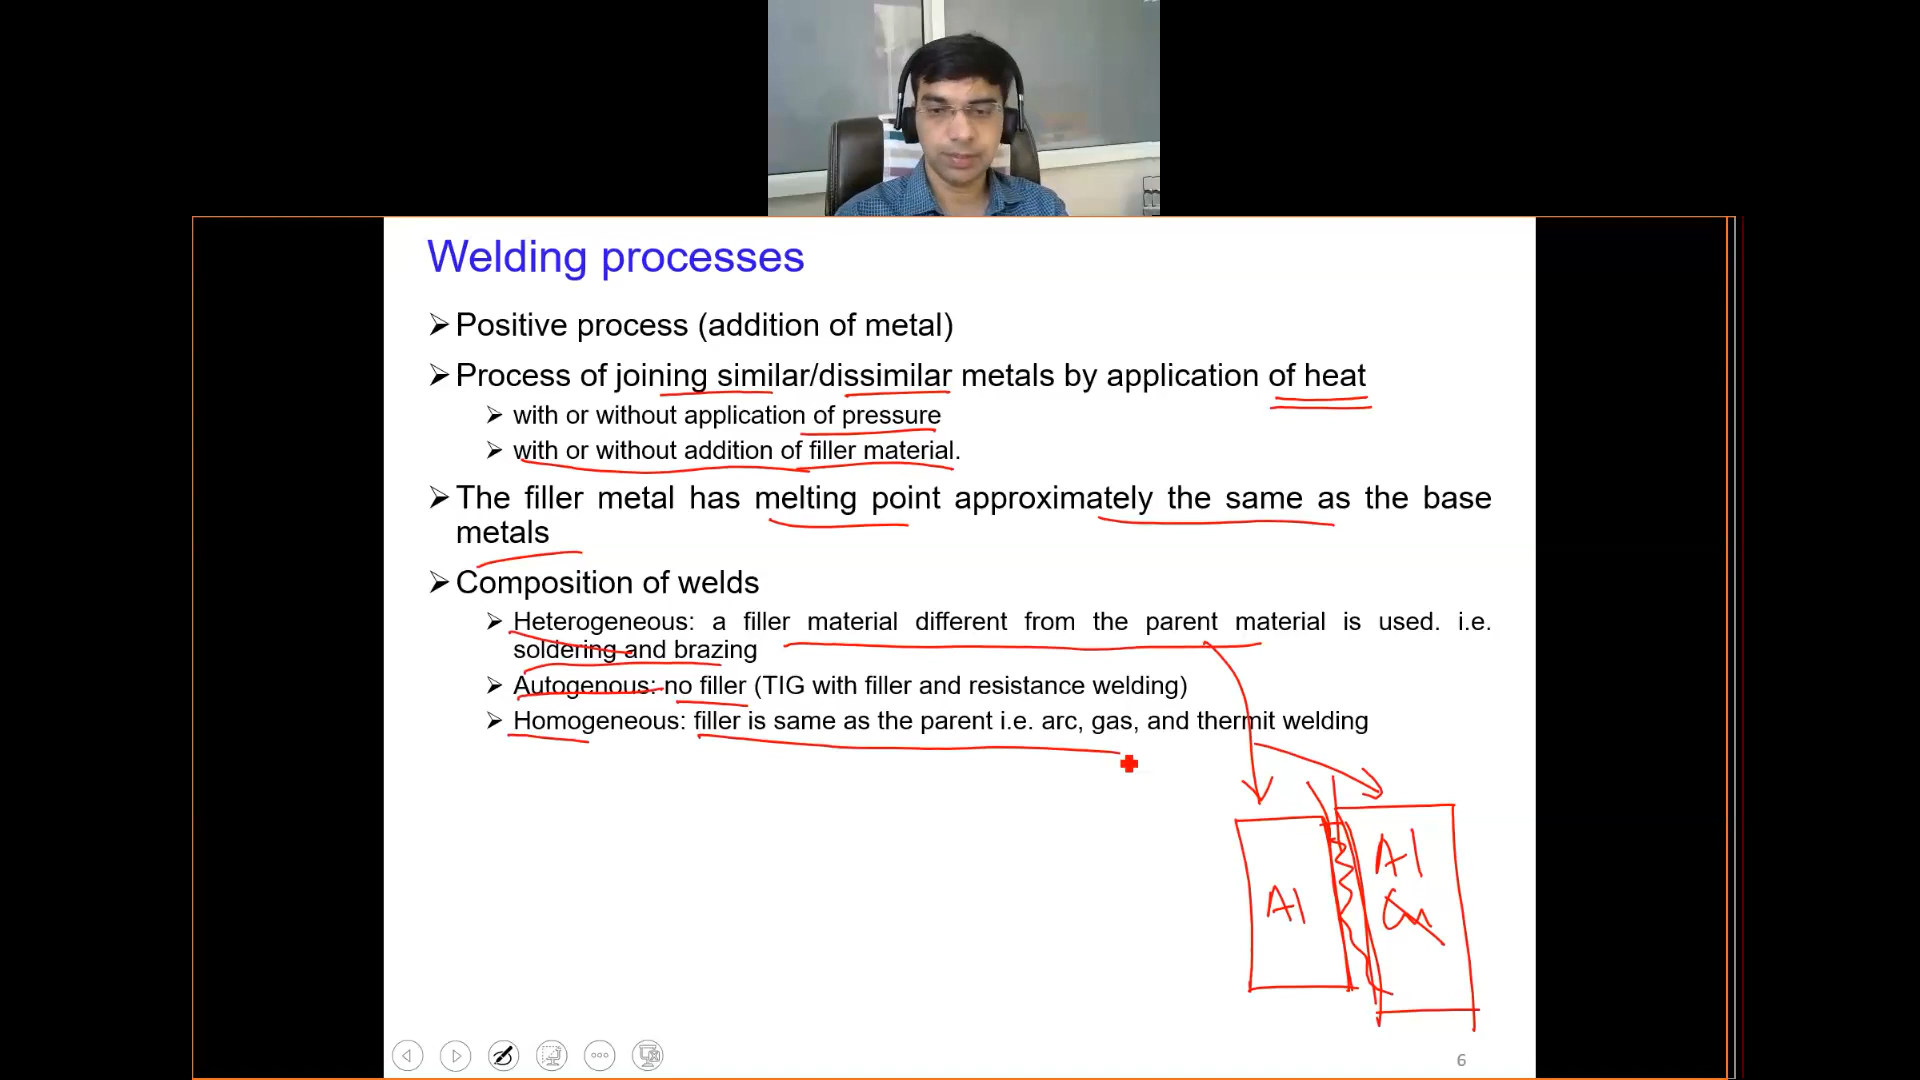 Welding processes
Positive process (addition of metal)
Process of joining similar/dissimilar metals by application of heat
with or without application of pressure
with or without addition of filler material.
The filler metal has melting point approximately the same as the base
metals
Composition of welds
Heterogeneous: a filler material different from the parent material is used. i.e.
soldering and brazing
Autogenous: no filler (TIG with filler and resistance welding)
Homogeneous: filler is same as the parent i.e. arc, gas, and thermit welding
Al
Al
Cu
6